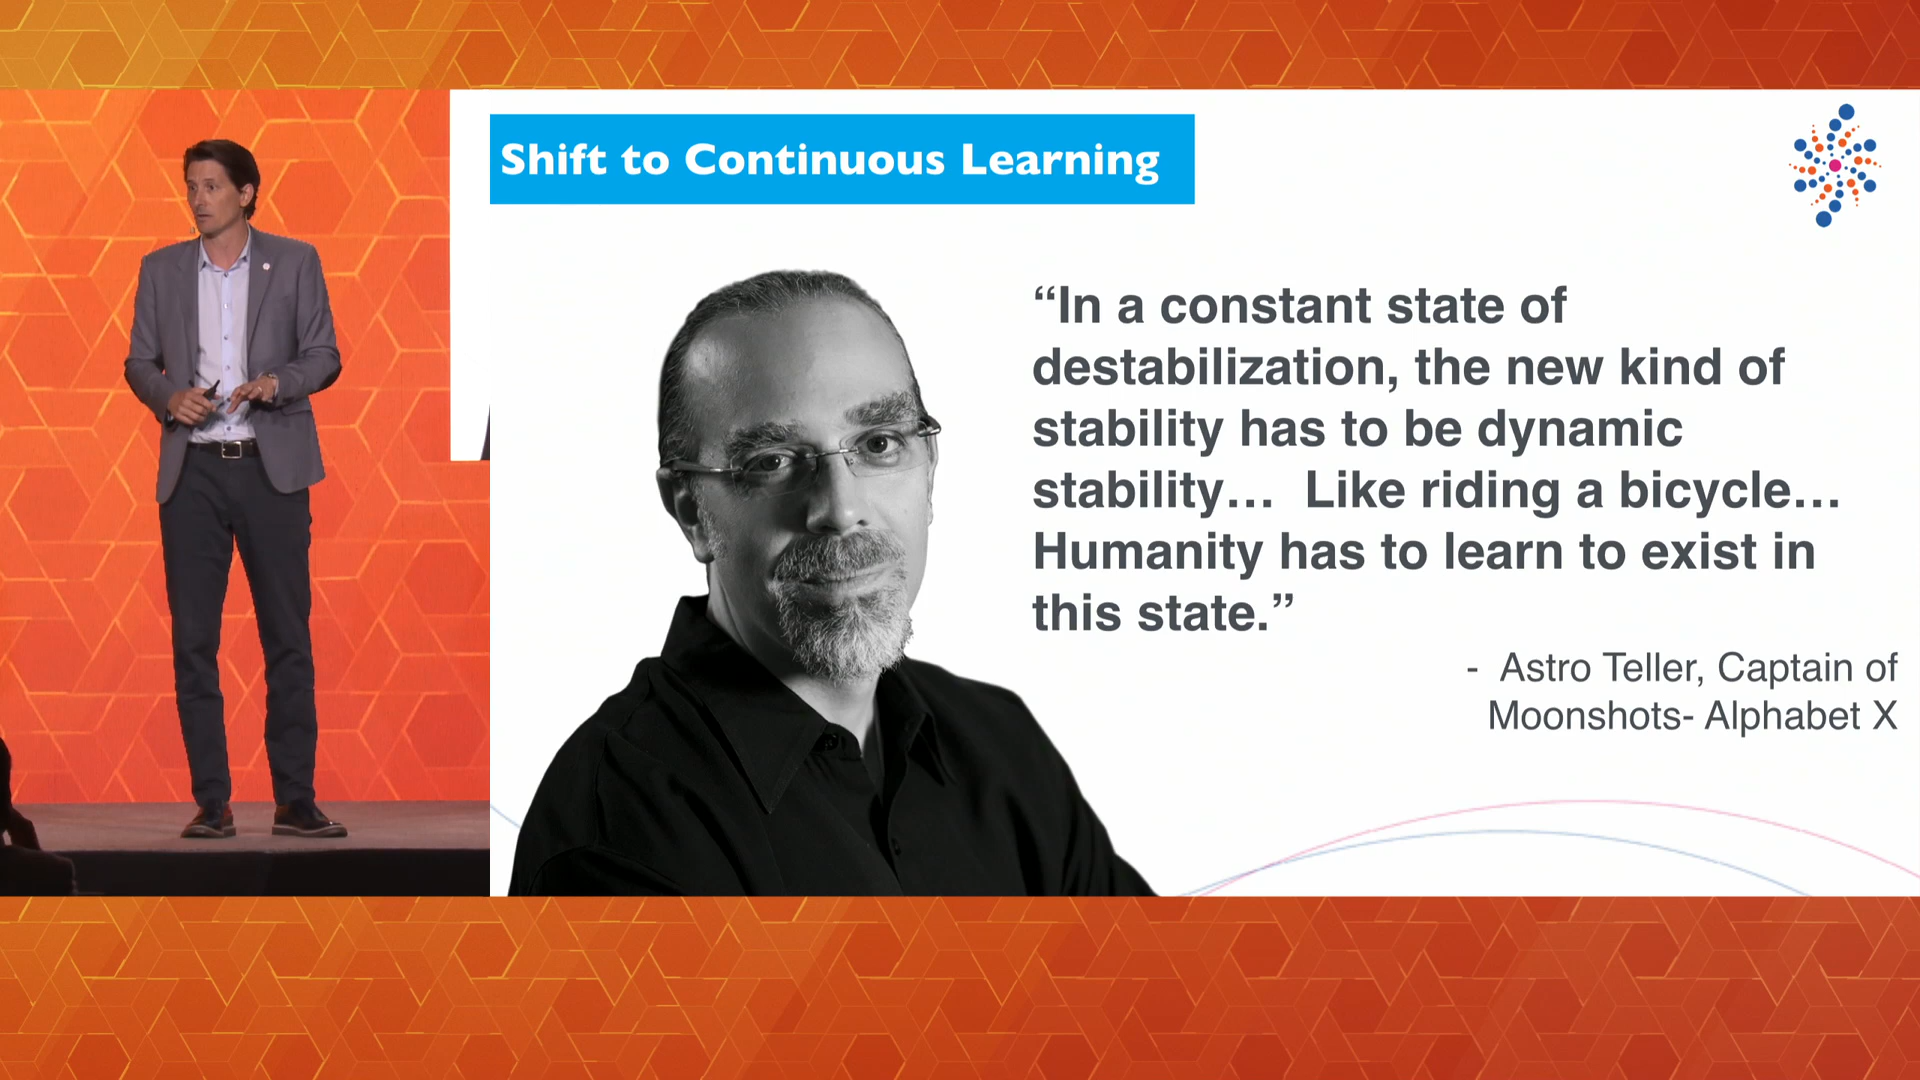 Shift to Continuous Learning
“In a constant state of
destabilization, the new kind of
stability has to be dynamic
stability…  Like riding a bicycle…
Humanity has to learn to exist in
this state.”
-  Astro Teller, Captain of
Moonshots- Alphabet X